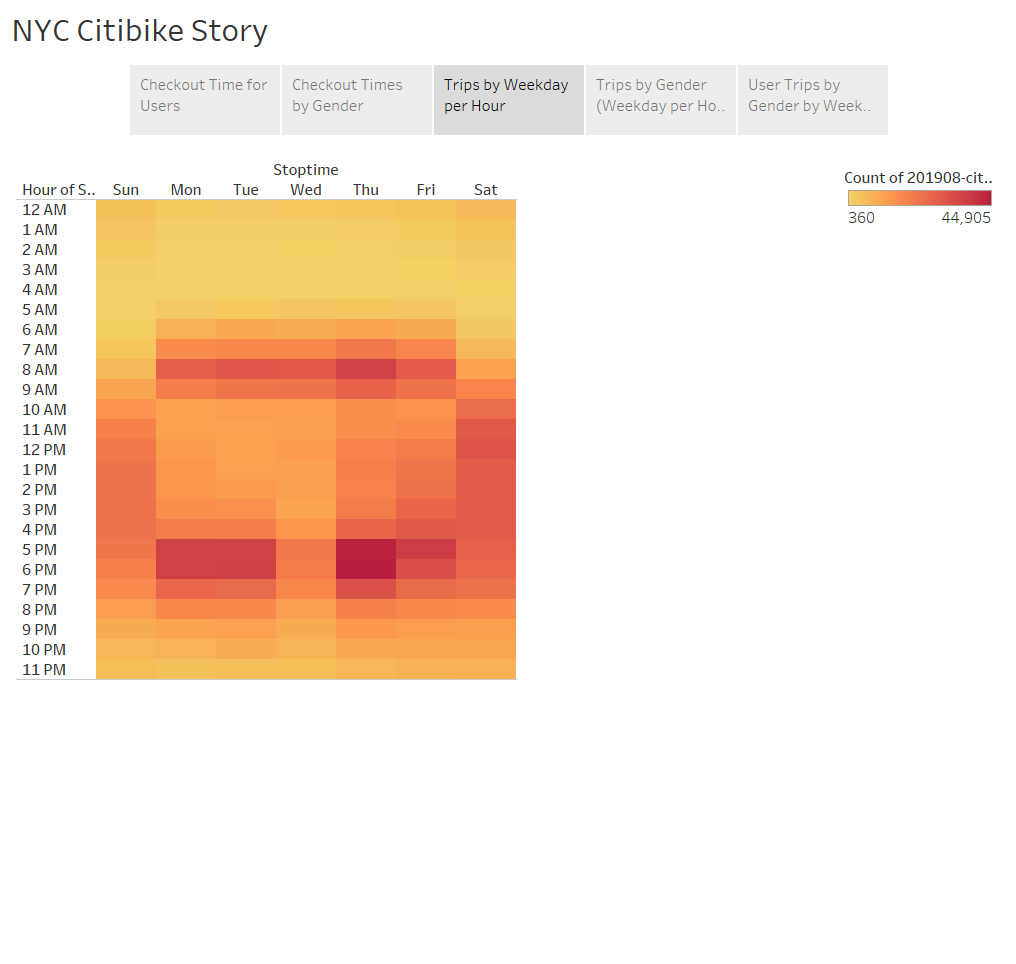 NYC Citibike Story
Checkout Time for
Users
Checkout Times
by Gender
Trips by Weekday
per Hour
Trips by Gender
(Weekday per Ho..
User Trips by
Gender by Week..
Stoptime
Hour of S.. Sun Mon Tue Wed Thu Fri Sat
12 AM
1 AM
2 AM
3 AM
4 AM
5 AM
6 AM
7 AM
8 AM
9 AM
10 AM
11 AM
12 PM
1 PM
2 PM
3 PM
4 PM
5 PM
6 PM
7 PM
8 PM
9 PM
10 PM
11 PM
Count of 201908-cit..
360 44,905